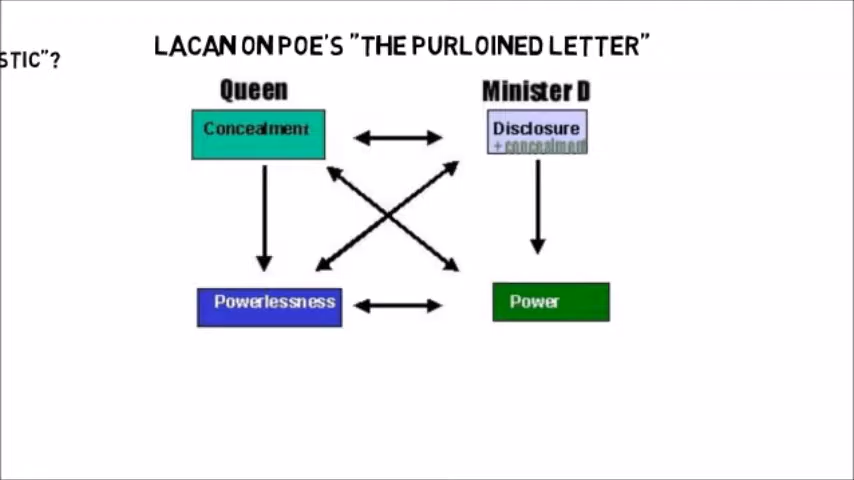 LACAN ON POE'S "THE PURLOINED LETTER"
STIC"?
Queen
Minister D
Concealment
Disclosure
+ concealment
Powerlessness
Power